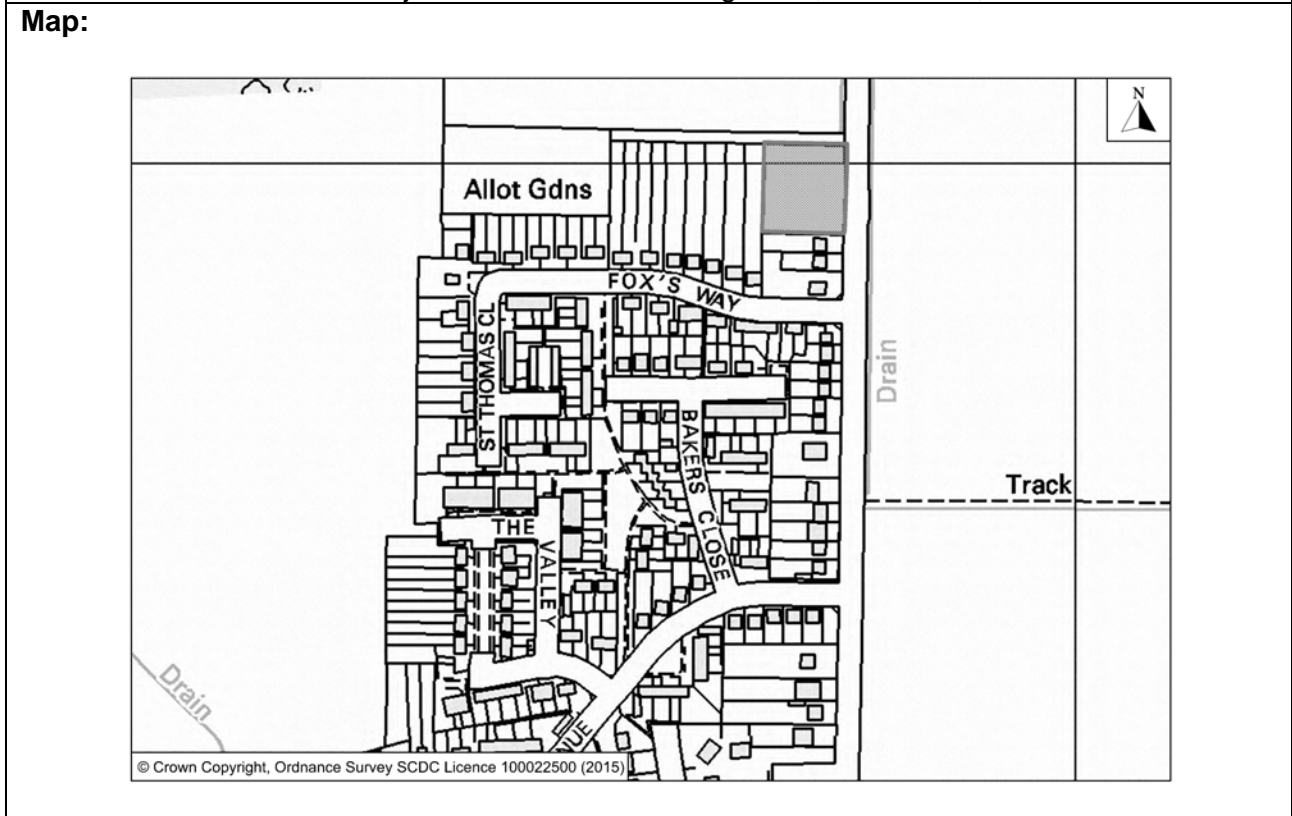 Map:
N
Allot Gdns
FOX'S WAY
ST THOMAS CL
Drain
BAKERS CLOSE
Track
THE VALLEY
Drain
NUE
© Crown Copyright, Ordnance Survey SCDC Licence 100022500 (2015)